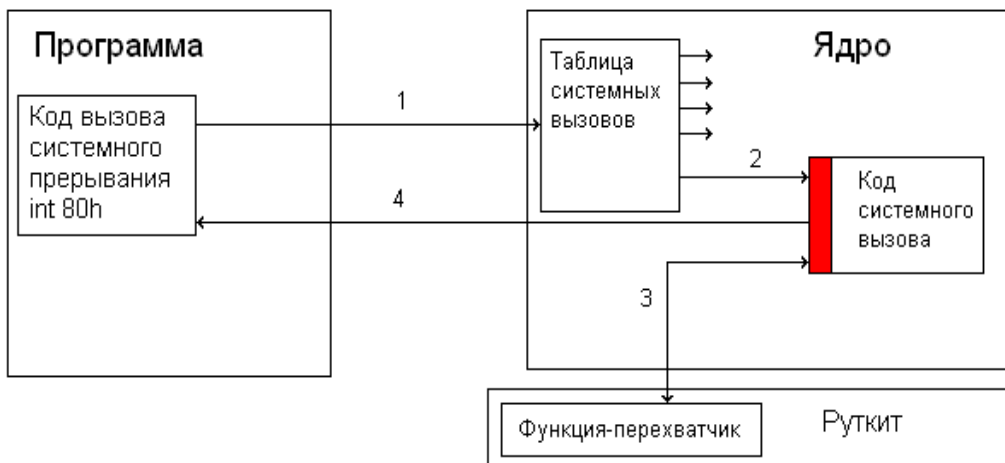 Программа
Ядро
Код вызова
системного
прерывания
int 80h
1
4
Таблица
системных
вызовов
2
Код
системного
вызова
3
Функция-перехватчик
Руткит